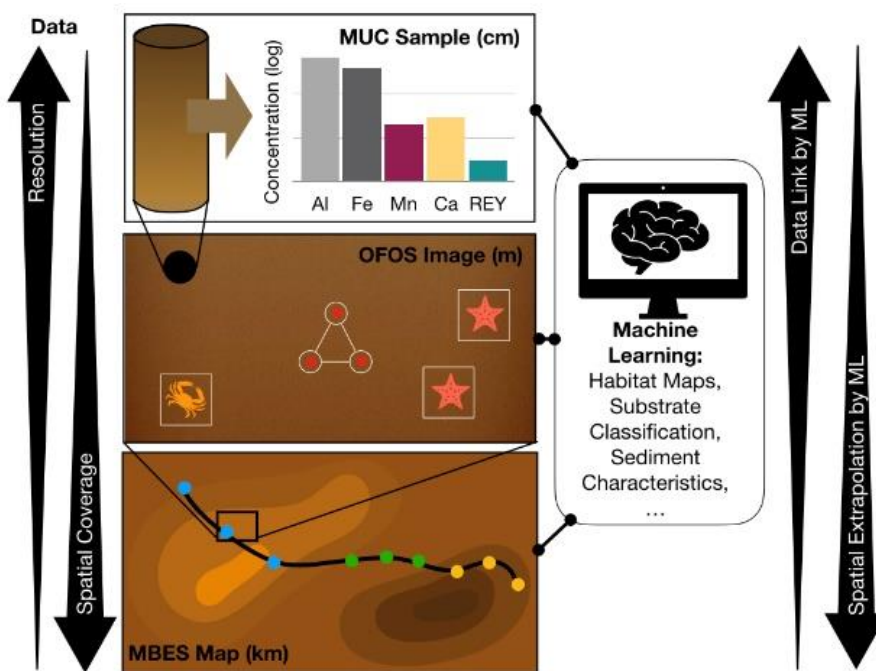 Data
Resolution
Spatial Coverage
MUC Sample (cm)
Concentration (log)
Al Fe Mn Ca REY
OFOS Image (m)
MBES Map (km)
Machine
Learning:
Habitat Maps,
Substrate
Classification,
Sediment
Characteristics,
...
Data Link by ML
Spatial Extrapolation by ML